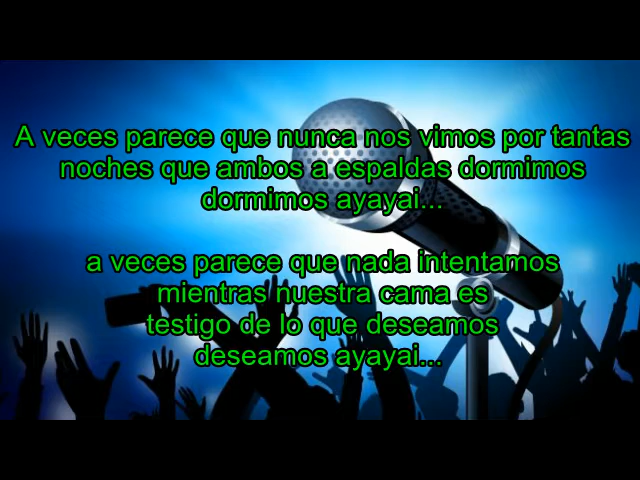 A veces parece que nunca nos vimos por tantas
noches que ambos a espaldas dormimos
dormimos ayayai...
a veces parece que nada intentamos
mientras nuestra cama es
testigo de lo que deseamos
deseamos ayayai...